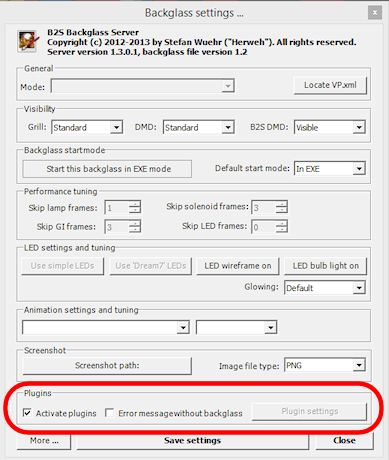 Backglass settings ...
x
B2S Backglass Server
Copyright (c) 2012-2013 by Stefan Wuehr ("Herweh"). All rights reserved.
Server version 1.3.0.1, backglass file version 1.2
General
Mode: Locate VP.xml
Visibility
Grill: Standard DMD: Standard B2S DMD: Visible
Backglass startmode
Start this backglass in EXE mode Default start mode: In EXE
Performance tuning
Skip lamp frames: 1 Skip solenoid frames: 3
Skip GI frames: 3 Skip LED frames: 0
LED settings and tuning
Use simple LEDs Use 'Dream7' LEDs LED wireframe on LED bulb light on
Glowing: Default
Animation settings and tuning
Screenshot
Screenshot path: Image file type: PNG
Plugins
Activate plugins Error message without backglass Plugin settings
More ... Save settings Close